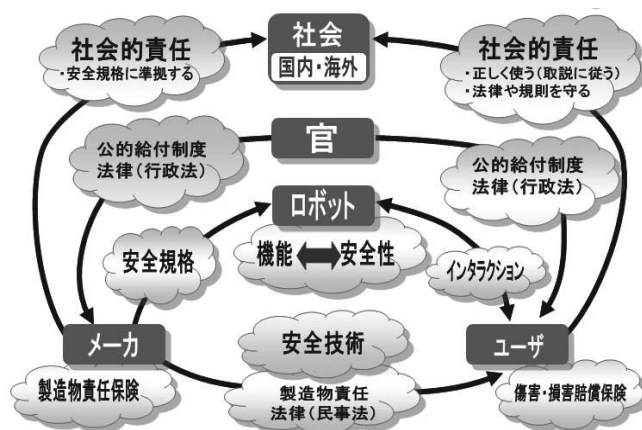 社会的責任
・安全規格に準拠する
社会
国内・海外
社会的責任
・正しく使う(取説に従う)
・法律や規則を守る
公的給付制度
法律(行政法)
官
公的給付制度
法律(行政法)
ロボット
安全規格
機能
安全性
インタラクション
メーカ
安全技術
ユーザ
製造物責任保険
製造物責任
法律(民事法)
傷害・損害賠償保険